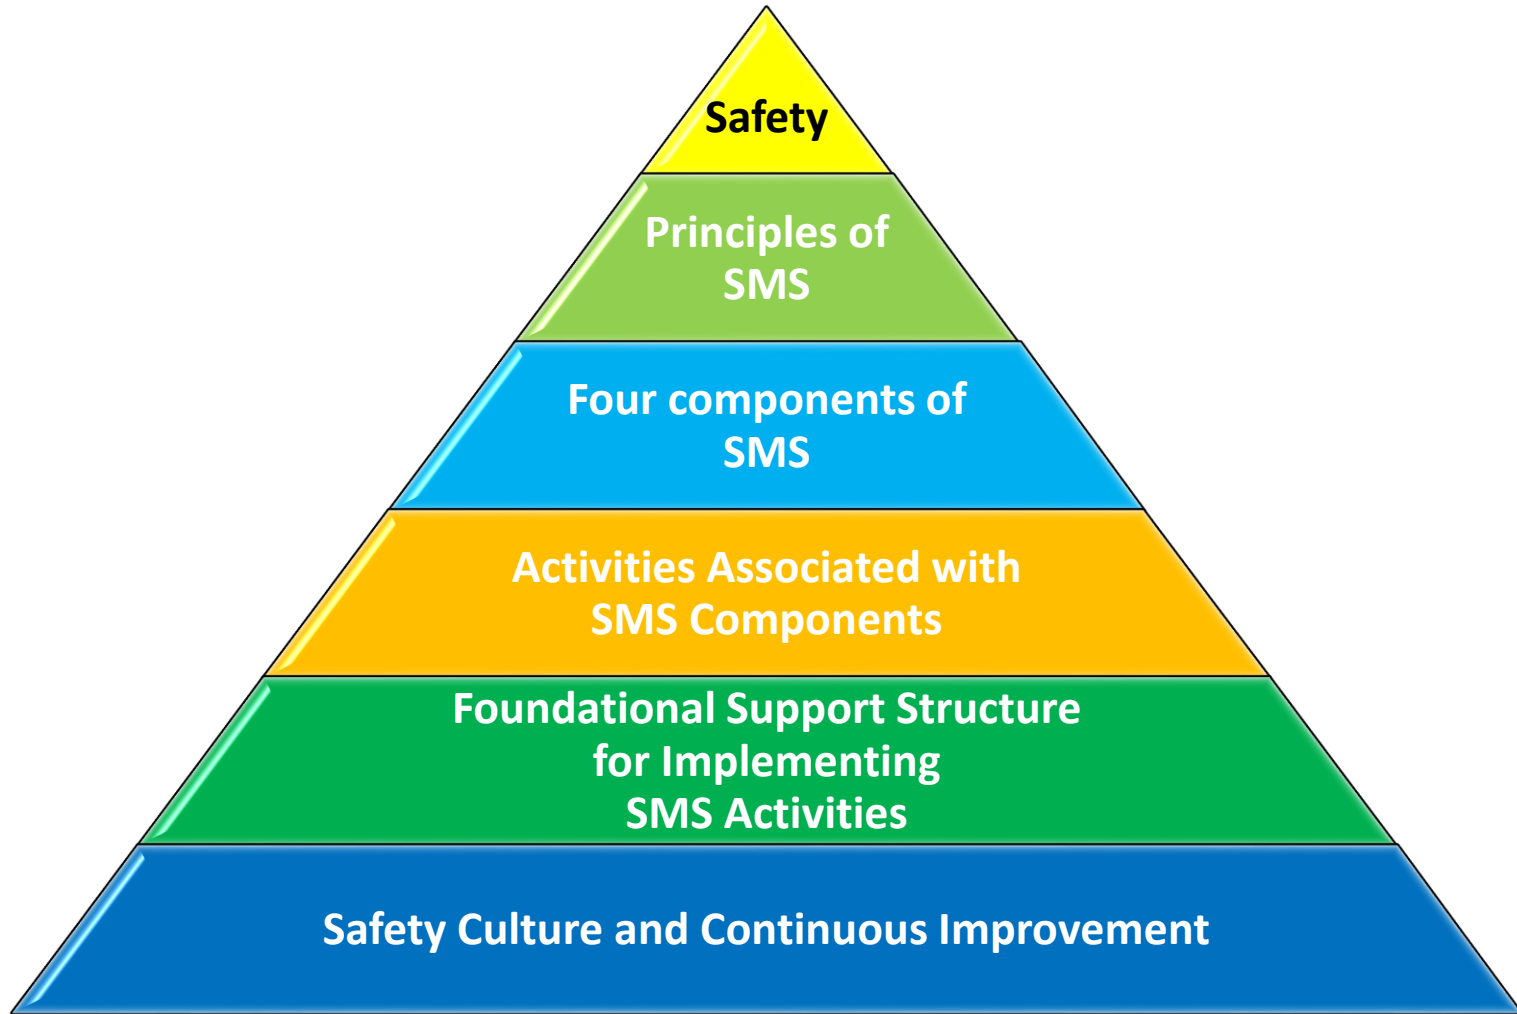 Safety
Principles of
SMS
Four components of
SMS
Activities Associated with
SMS Components
Foundational Support Structure
for Implementing
SMS Activities
Safety Culture and Continuous Improvement